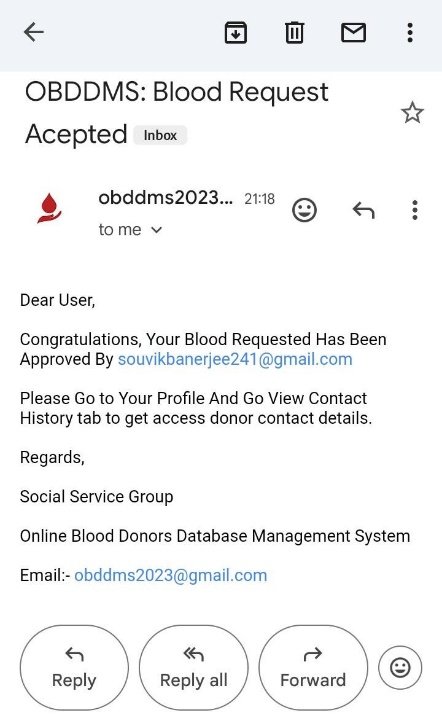 OBDDMS: Blood Request
Acepted Inbox
obddms2023... 21:18
to me
Dear User,
Congratulations, Your Blood Requested Has Been
Approved By souvikbanerjee241@gmail.com
Please Go to Your Profile And Go View Contact
History tab to get access donor contact details.
Regards,
Social Service Group
Online Blood Donors Database Management System
Email:- obddms2023@gmail.com
Reply Reply all Forward